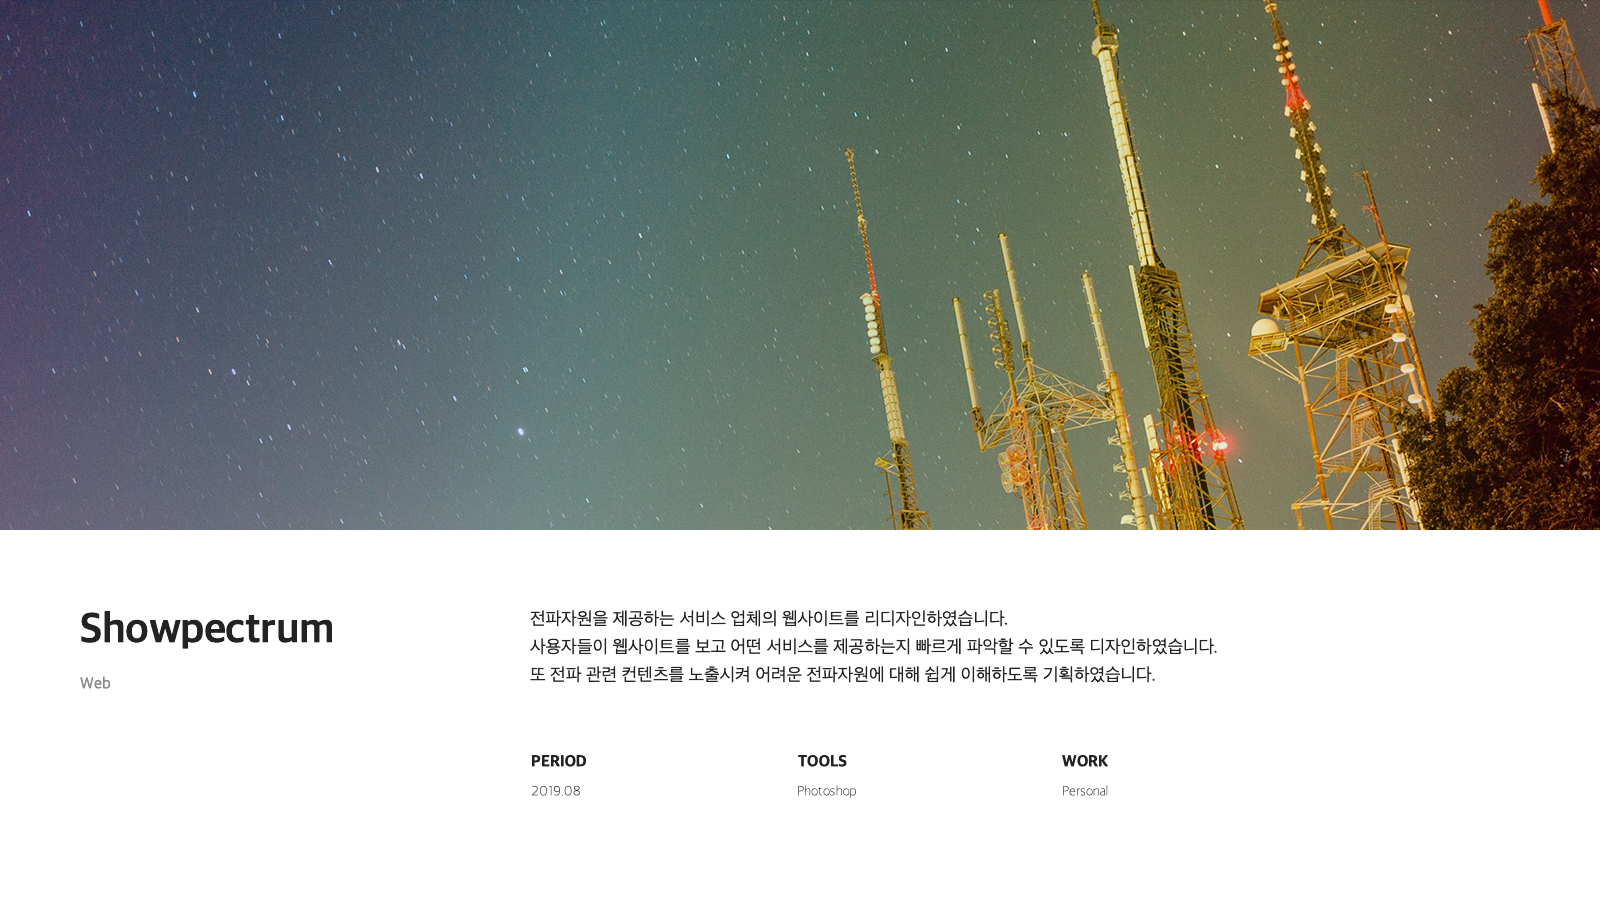 Showpectrum
Web
전파자원을 제공하는 서비스 업체의 웹사이트를 리디자인하였습니다.
사용자들이 웹사이트를 보고 어떤 서비스를 제공하는지 빠르게 파악할 수 있도록 디자인하였습니다.
또 전파 관련 컨텐츠를 노출시켜 어려운 전파자원에 대해 쉽게 이해하도록 기획하였습니다.
PERIOD
2019.08
TOOLS
Photoshop
WORK
Personal